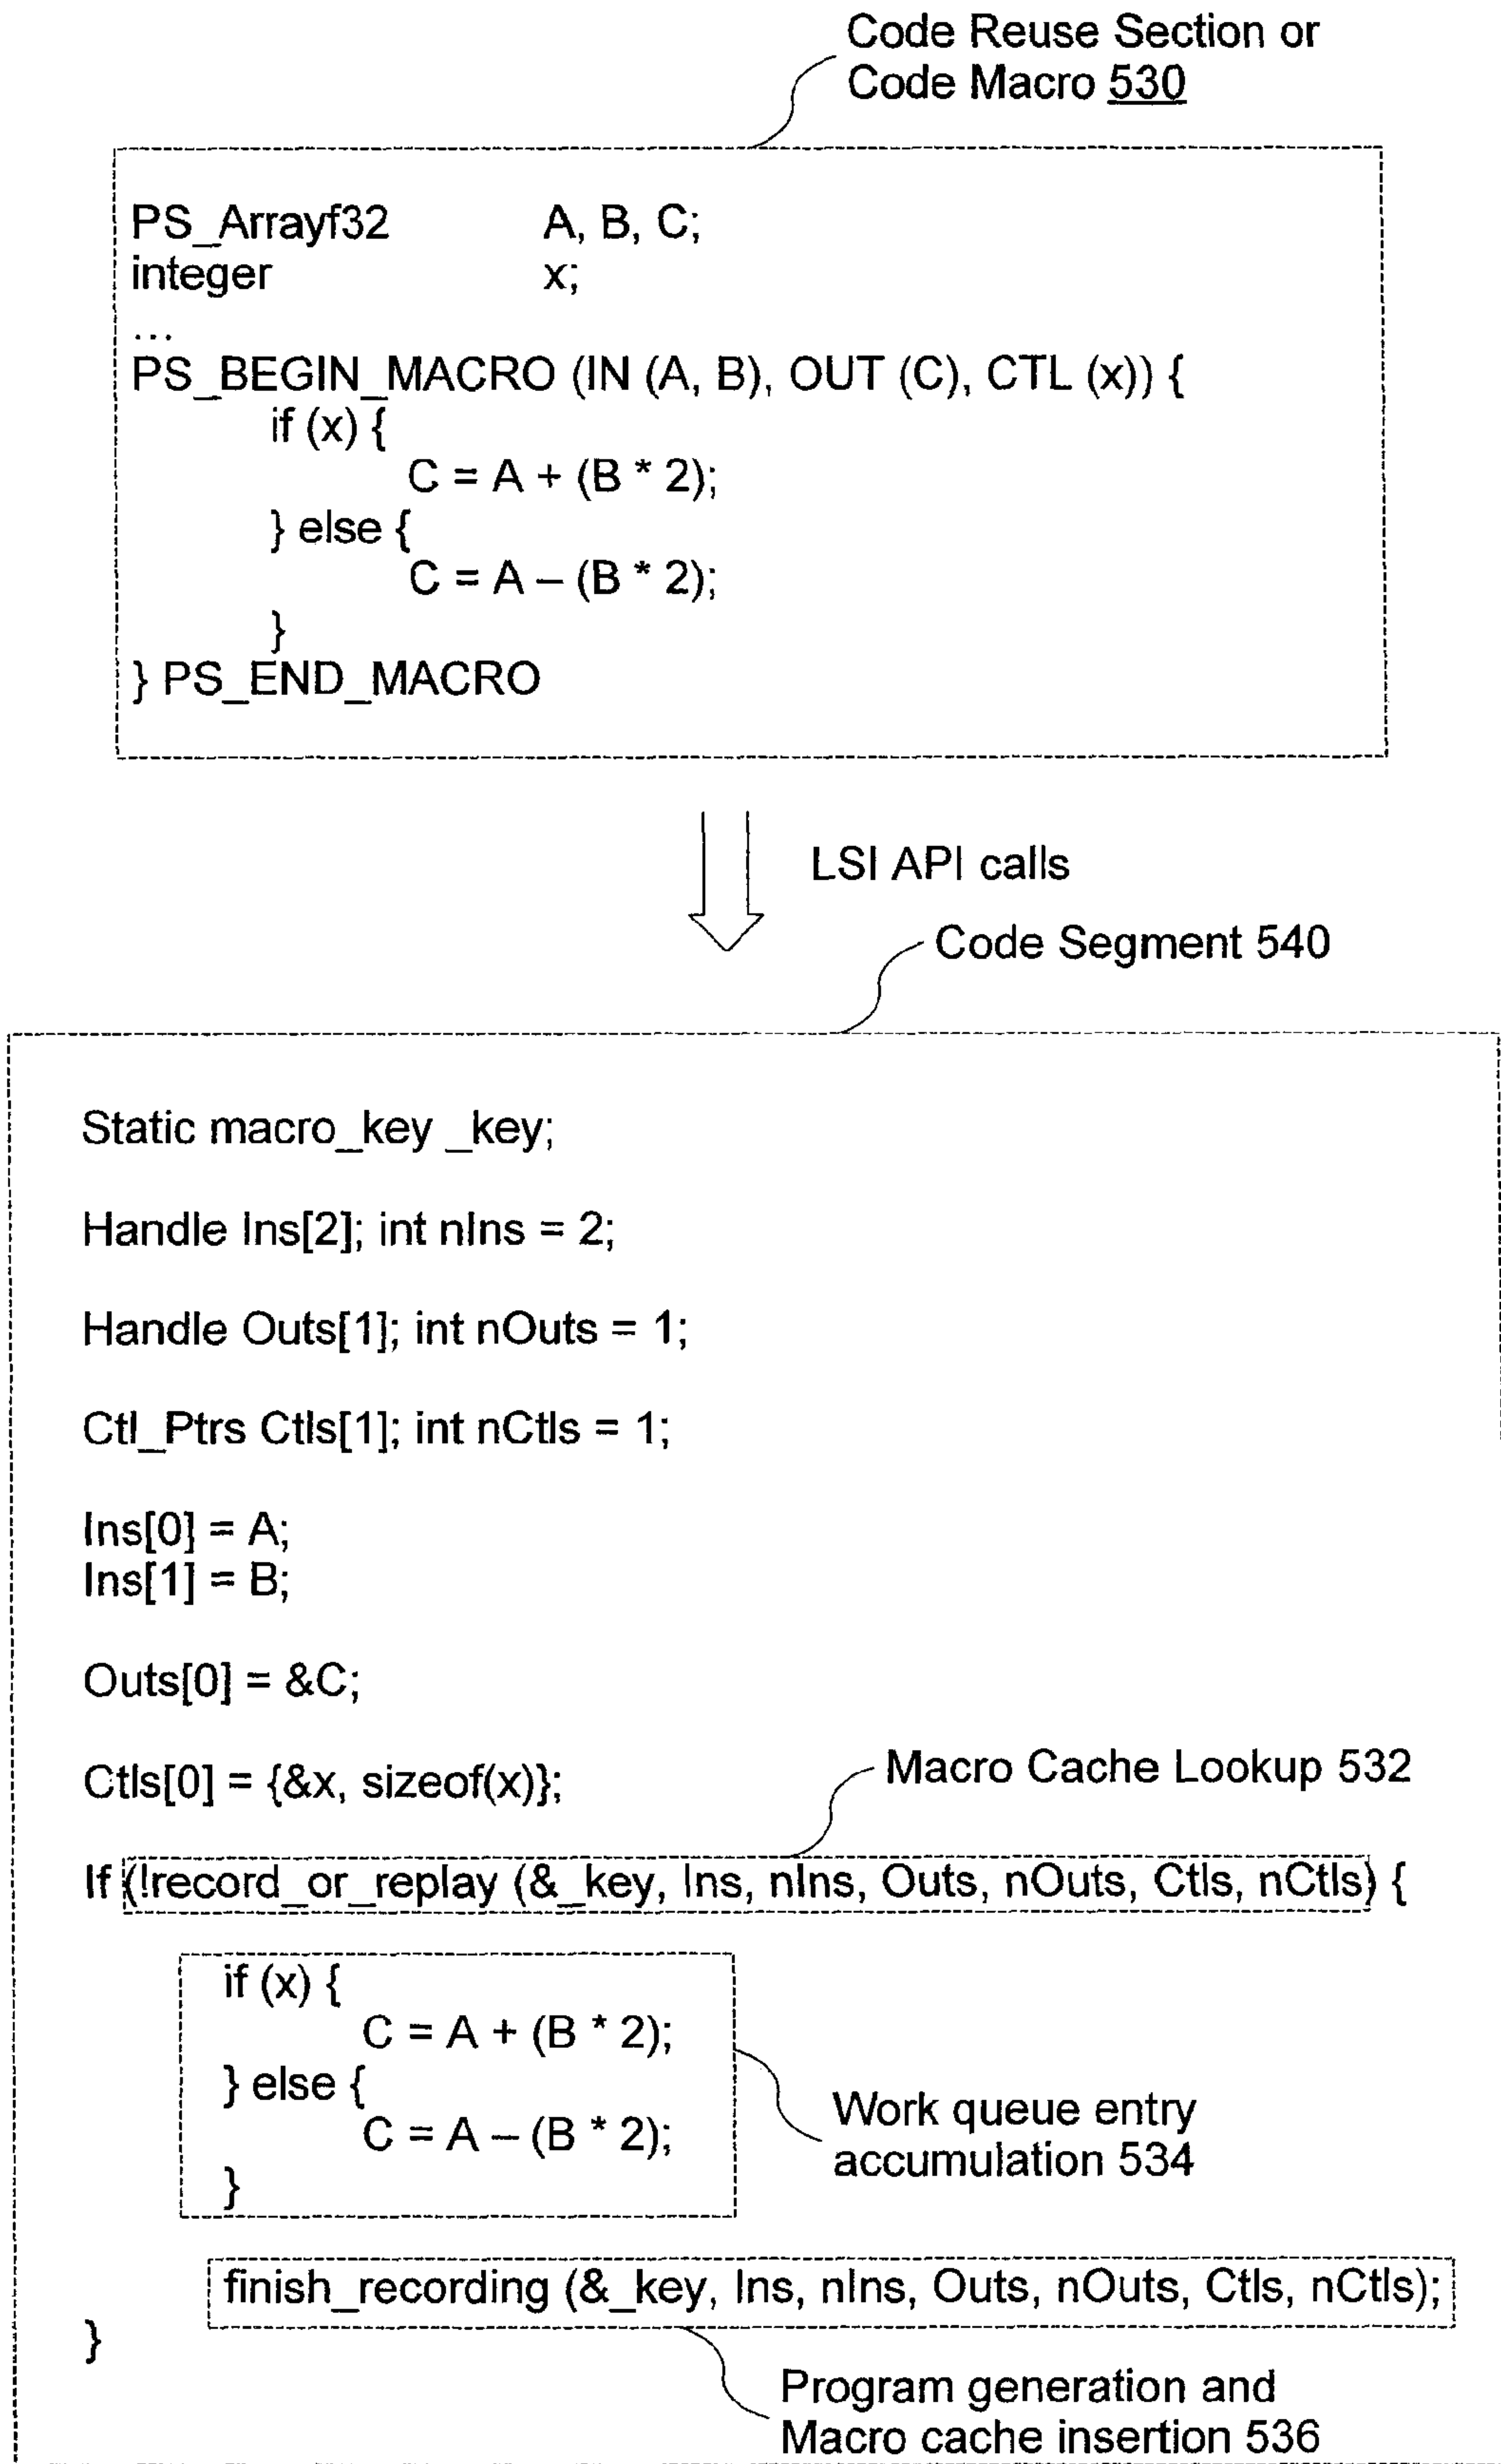 Code Reuse Section or
Code Macro 530
PS_Arrayf32 A, B, C;
integer x;
...
PS_BEGIN_MACRO (IN (A, B), OUT (C), CTL (x)) {
if (x) {
C = A + (B * 2);
} else {
C = A – (B * 2);
}
} PS_END_MACRO
LSI API calls
Code Segment 540
Static macro_key _key;
Handle Ins[2]; int nIns = 2;
Handle Outs[1]; int nOuts = 1;
Ctl_Ptrs Ctls[1]; int nCtls = 1;
Ins[0] = A;
Ins[1] = B;
Outs[0] = &C;
Ctls[0] = {&x, sizeof(x)};
Macro Cache Lookup 532
If (!record_or_replay (&_key, Ins, nIns, Outs, nOuts, Ctls, nCtls) {
if (x) {
C = A + (B * 2);
} else {
C = A – (B * 2);
}
Work queue entry
accumulation 534
finish_recording (&_key, Ins, nIns, Outs, nOuts, Ctls, nCtls);
}
Program generation and
Macro cache insertion 536